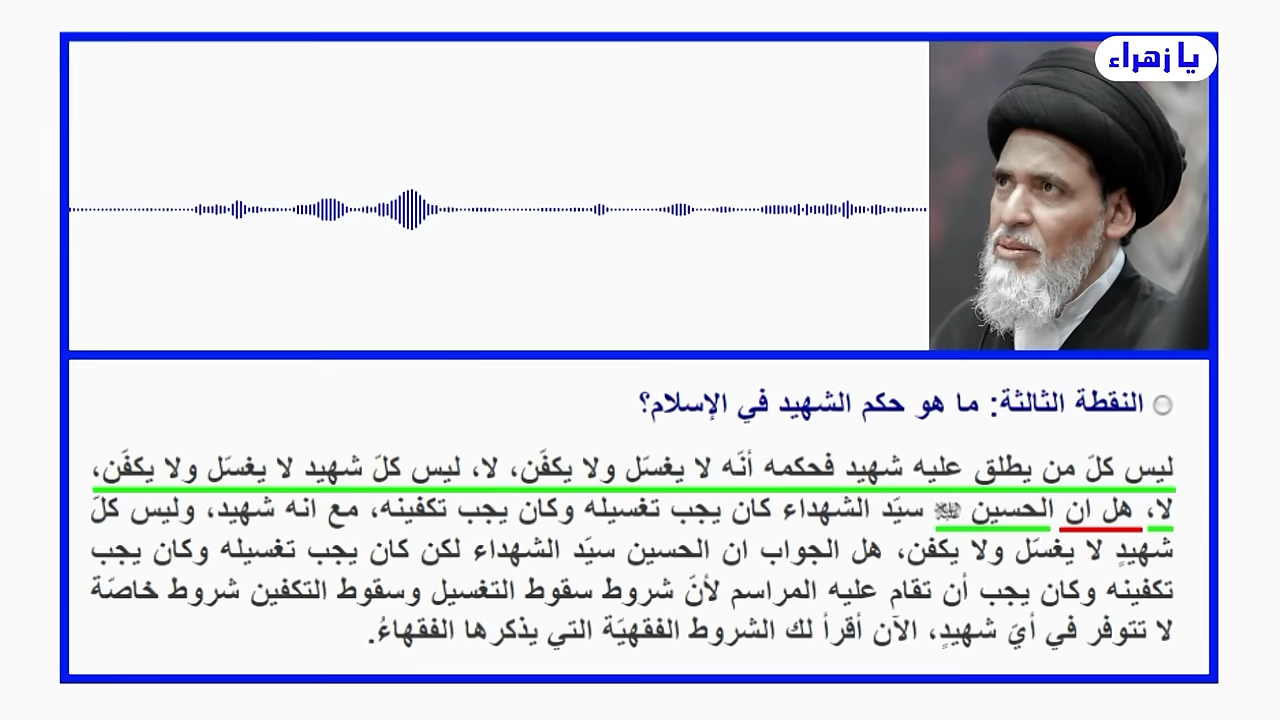 يا زهراء
النقطة الثالثة: ما هو حكم الشهيد في الإسلام؟
ليس كلّ من يطلق عليه شهيد فحكمه أنّه لا يغسّل ولا يكفّن، لا، ليس كلّ شهيد لا يغسّل ولا يكفّن،
لا، هل ان الحسين سيّد الشهداء كان يجب تغسيله وكان يجب تكفينه، مع انه شهيد، وليس كلّ
شهيدٍ لا يغسّل ولا يكفن، هل الجواب ان الحسين سيّد الشهداء لكن كان يجب تغسيله وكان يجب
تكفينه وكان يجب أن تقام عليه المراسم لأنّ شروط سقوط التغسيل وسقوط التكفين شروط خاصّة
لا تتوفر في أيّ شهيدٍ، الآن أقرأ لك الشروط الفقهيّة التي يذكرها الفقهاءُ.